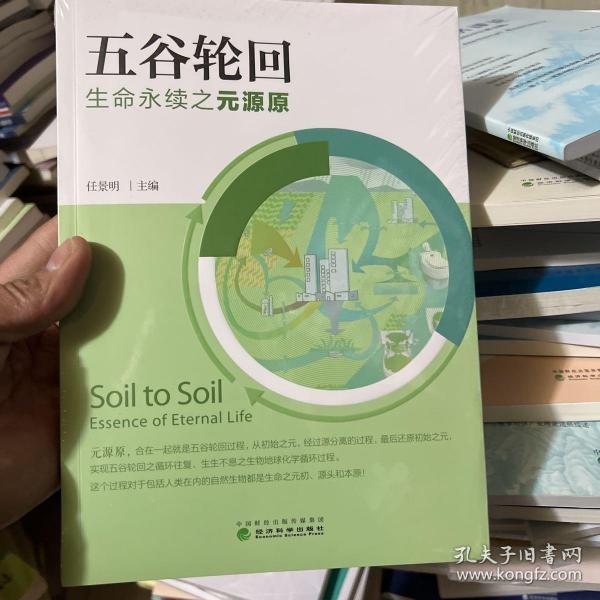 五谷轮回
生命永续之元源原
任景明 | 主编
Soil to Soil
Essence of Eternal Life
元源原，合在一起就是五谷轮回过程，从初始之元，经过源分离的过程，最后还原初始之元，
实现五谷轮回之循环往复、生生不息之生物地球化学循环过程。
这个过程对于包括人类在内的自然生物都是生命之元初、源头和本原！
中国财经出版传媒集团
经济科学出版社
Economic Science Press
孔夫子旧书网
www.kongfz.com